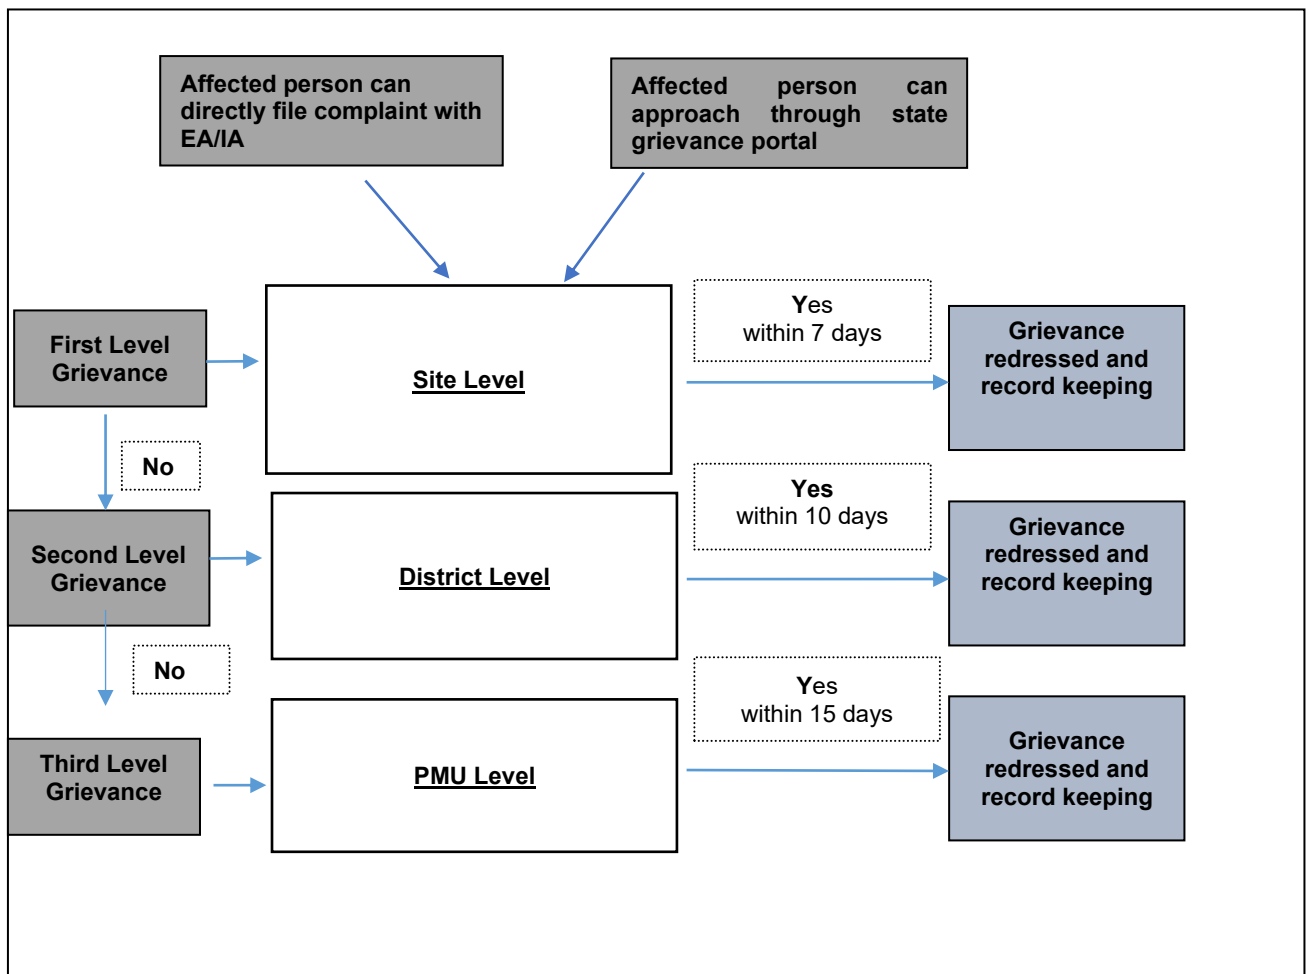 Affected person can
directly file complaint with
EA/IA
Affected person can
approach through state
grievance portal
First Level
Grievance
Site Level
Yes
within 7 days
Grievance
redressed and
record keeping
No
Second Level
Grievance
District Level
Yes
within 10 days
Grievance
redressed and
record keeping
No
Third Level
Grievance
PMU Level
Yes
within 15 days
Grievance
redressed and
record keeping